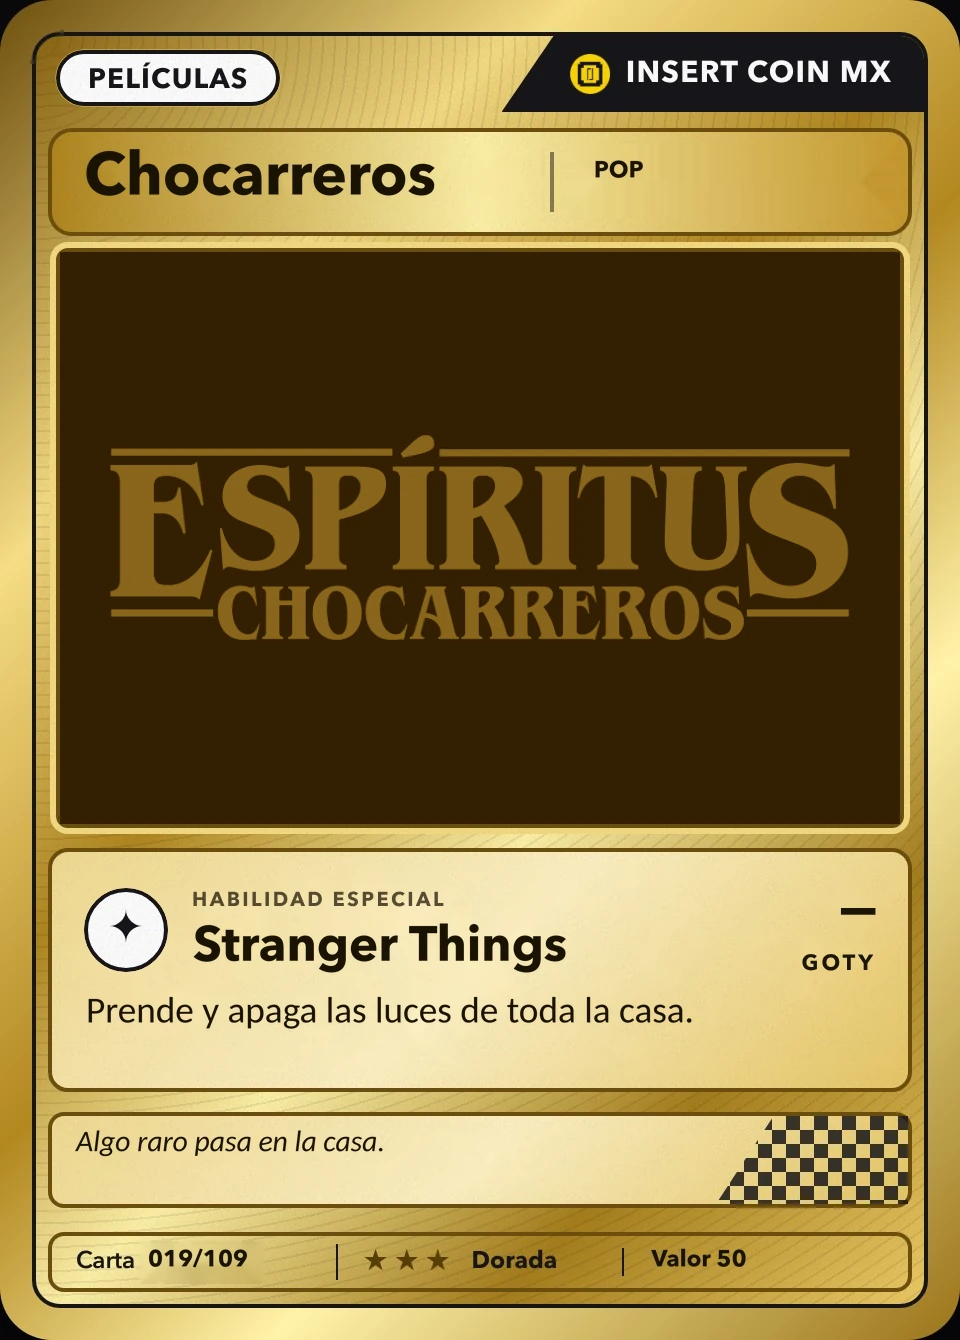 PELÍCULAS
INSERT COIN MX
Chocarreros
POP
ESPÍRITUS
CHOCARREROS
HABILIDAD ESPECIAL
Stranger Things
—
GOTY
Prende y apaga las luces de toda la casa.
Algo raro pasa en la casa.
Carta 019/109 ★★★ Dorada Valor 50